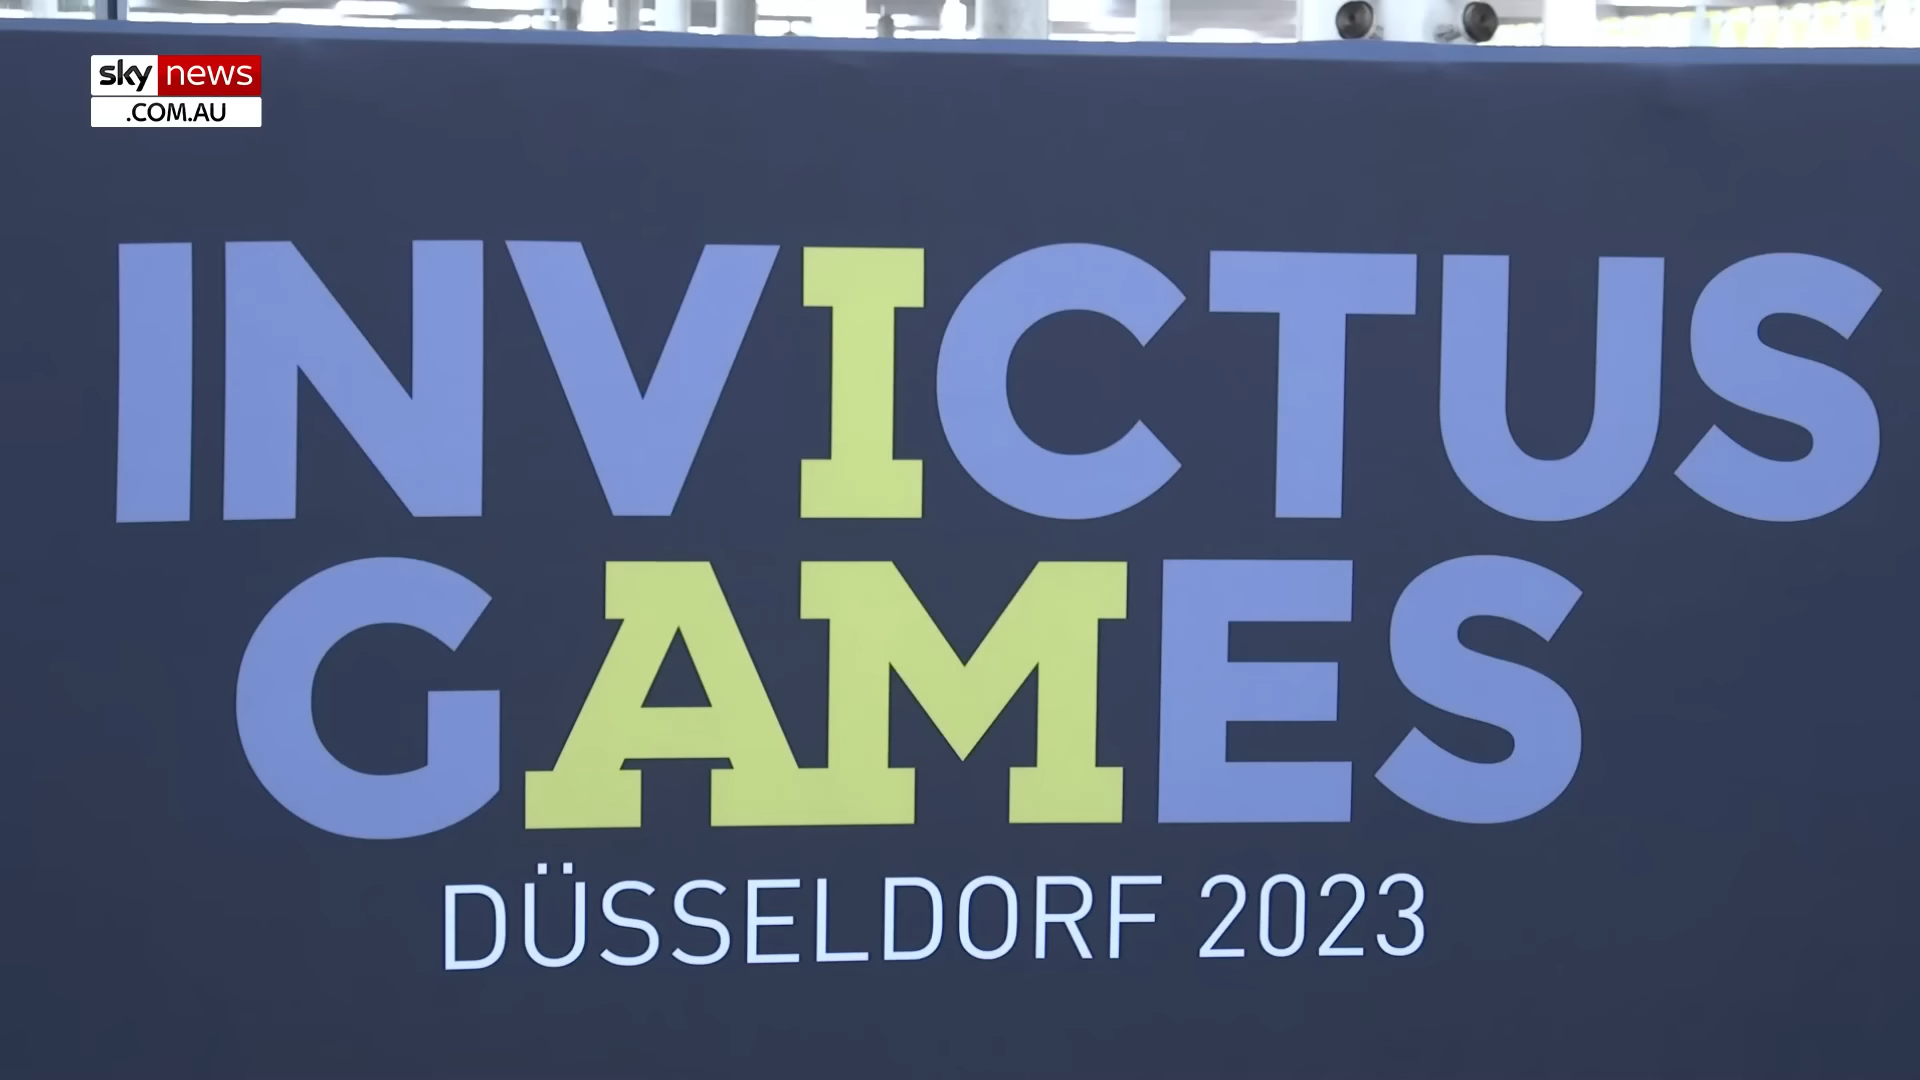 sky news
.COM.AU
INVICTUS
GAMES
DÜSSELDORF 2023